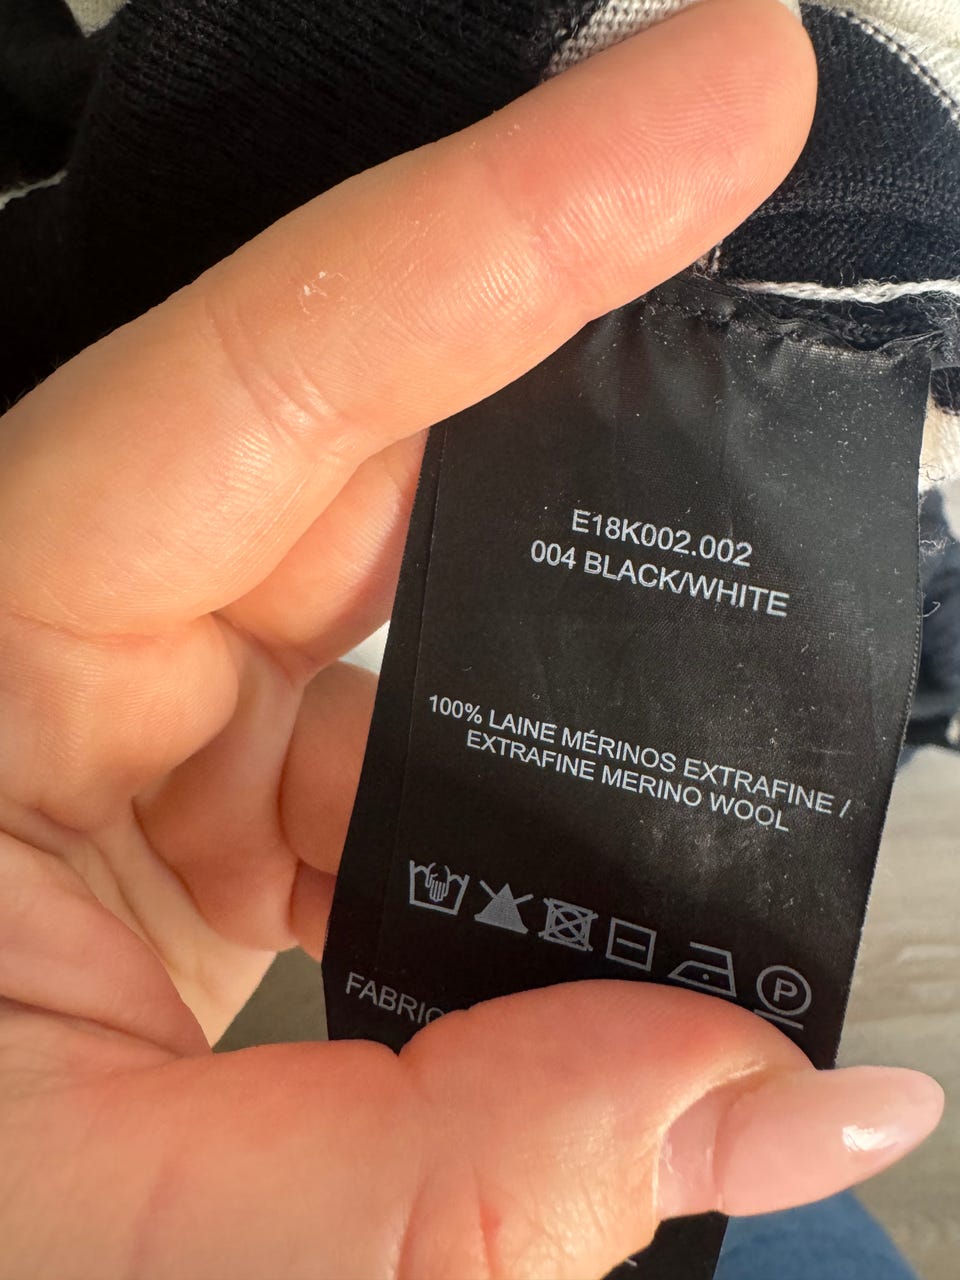 E18K002.002
004 BLACK/WHITE
100% LAINE MÉRINOS EXTRAFINE /
EXTRAFINE MERINO WOOL
P